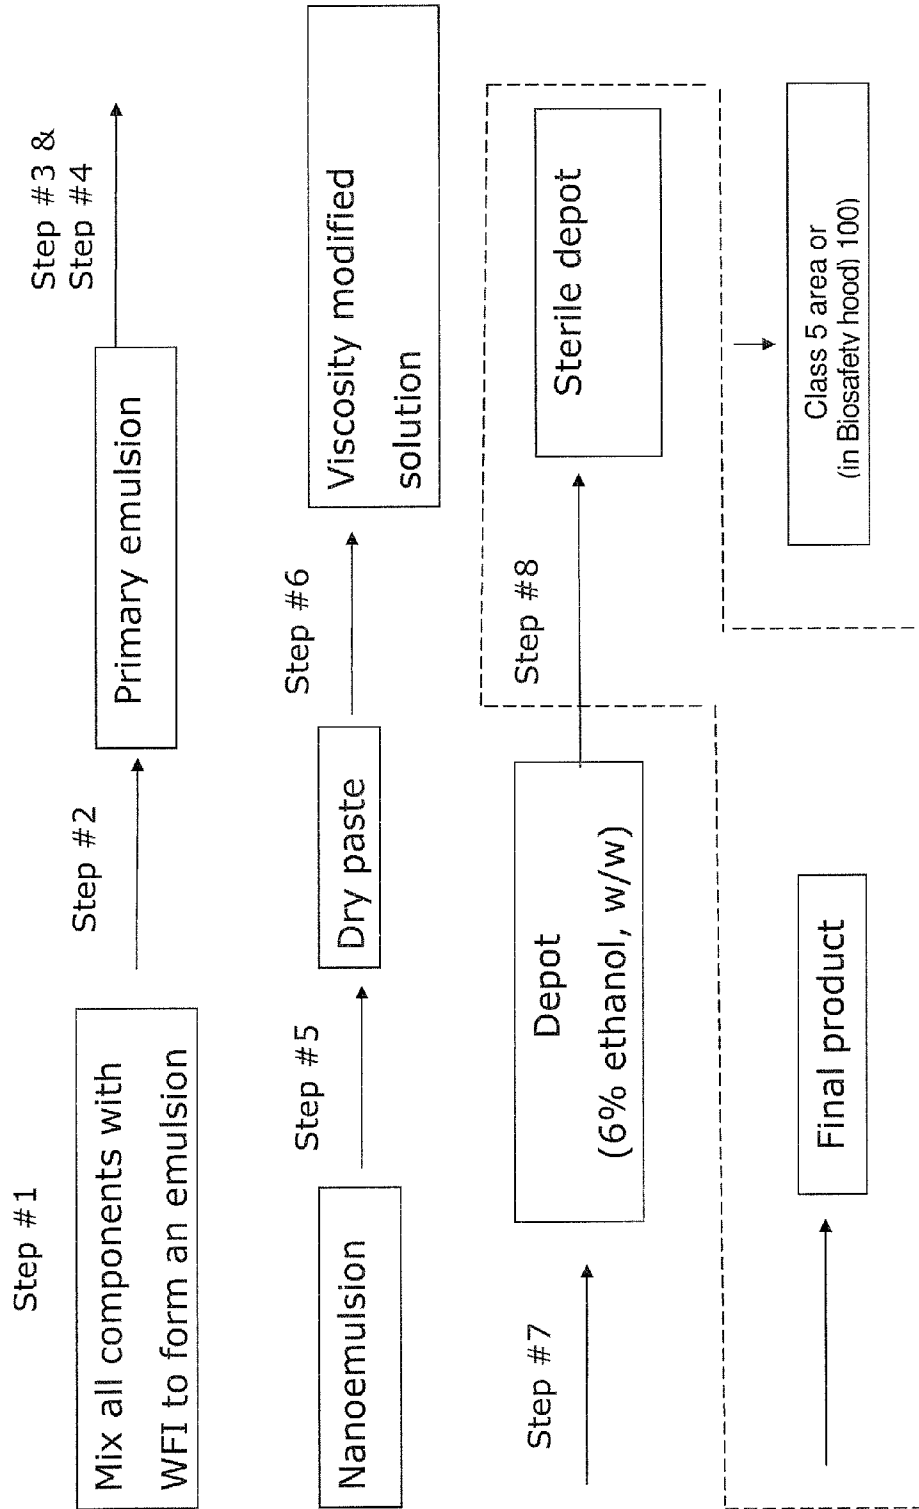 Step #1
Mix all components with
WFI to form an emulsion
Step #2
Primary emulsion
Step #3 &
Step #4
Nanoemulsion
Step #5
Dry paste
Step #6
Viscosity modified
solution
Step #7
Depot
(6% ethanol, w/w)
Step #8
Sterile depot
Final product
Class 5 area or
(in Biosafety hood) 100)